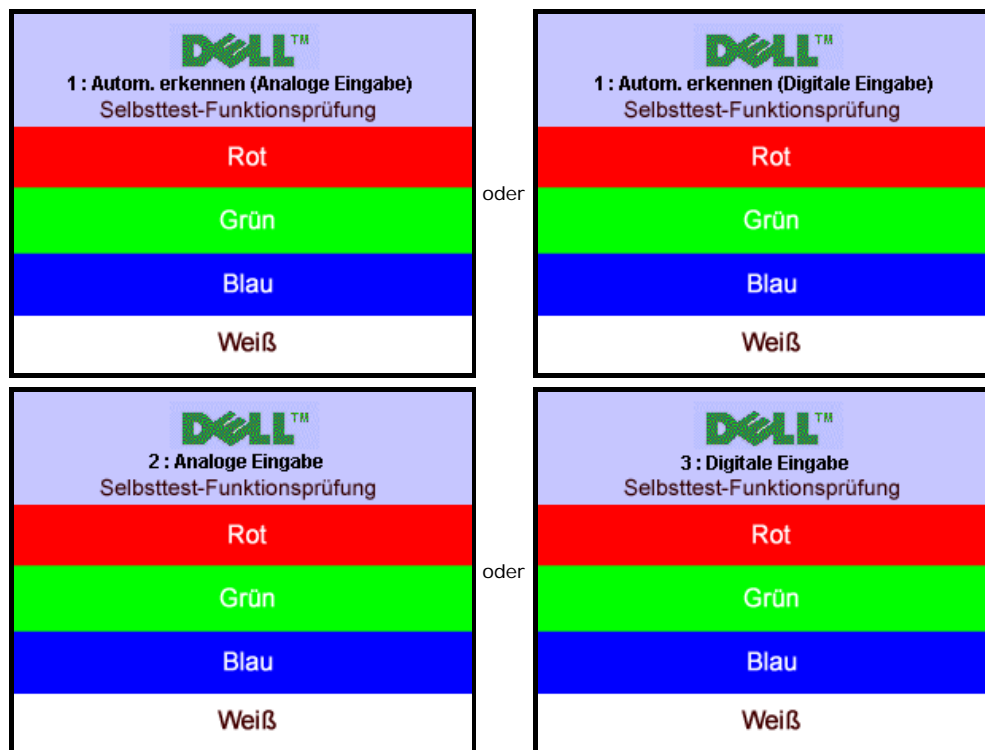 DELL™
1 : Autom. erkennen (Analoge Eingabe)
Selbsttest-Funktionsprüfung
Rot
Grün
Blau
Weiß
oder
DELL™
1 : Autom. erkennen (Digitale Eingabe)
Selbsttest-Funktionsprüfung
Rot
Grün
Blau
Weiß
DELL™
2 : Analoge Eingabe
Selbsttest-Funktionsprüfung
Rot
Grün
Blau
Weiß
oder
DELL™
3 : Digitale Eingabe
Selbsttest-Funktionsprüfung
Rot
Grün
Blau
Weiß